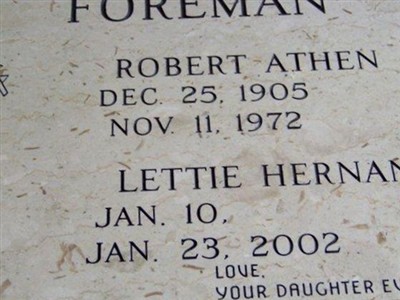 FOREMAN
ROBERT ATHEN
DEC. 25, 1905
NOV. 11, 1972
LETTIE HERNAN
JAN. 10,
JAN. 23, 2002
LOVE,
YOUR DAUGHTER EV